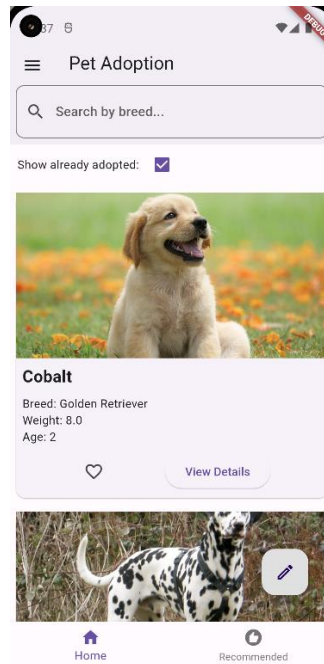 37
DEBUG
Pet Adoption
Search by breed...
Show already adopted:
Cobalt
Breed: Golden Retriever
Weight: 8.0
Age: 2
View Details
Home
Recommended